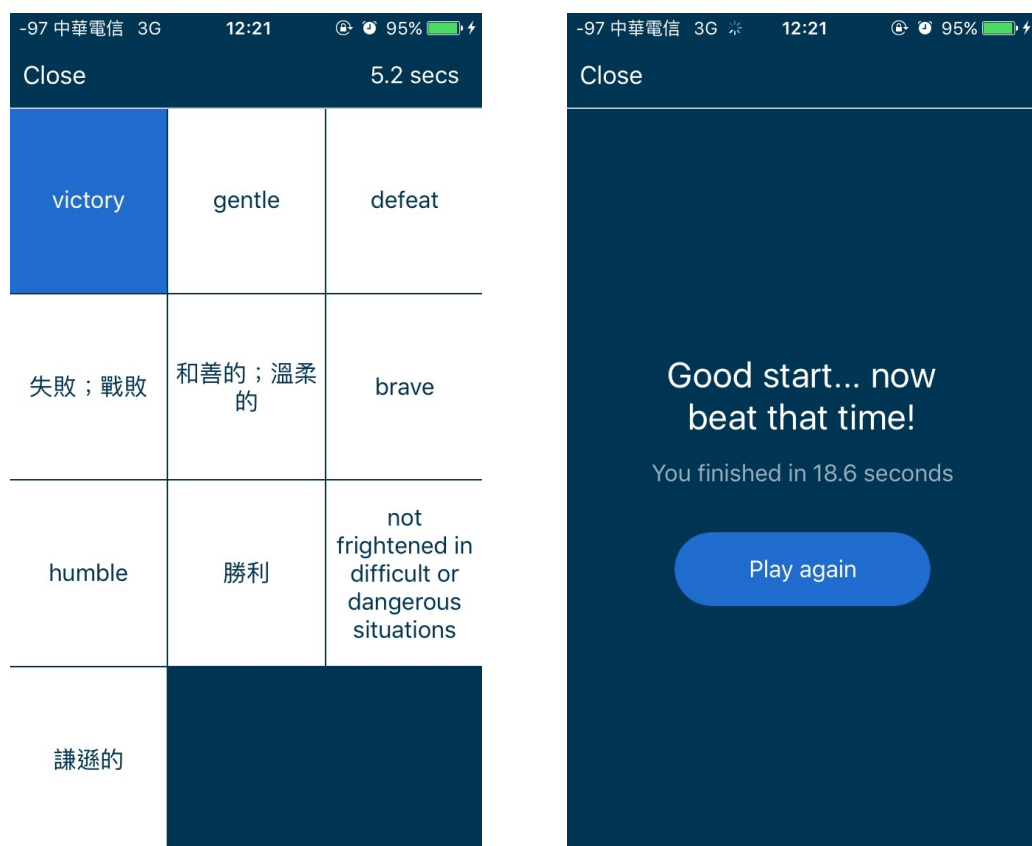 -97 中華電信 3G 12:21 95%
Close 5.2 secs
victory gentle defeat
失敗；戰敗
和善的；溫柔
的
brave
humble
勝利
not
frightened in
difficult or
dangerous
situations
謙遜的
-97 中華電信 3G 12:21 95%
Close
Good start... now
beat that time!
You finished in 18.6 seconds
Play again